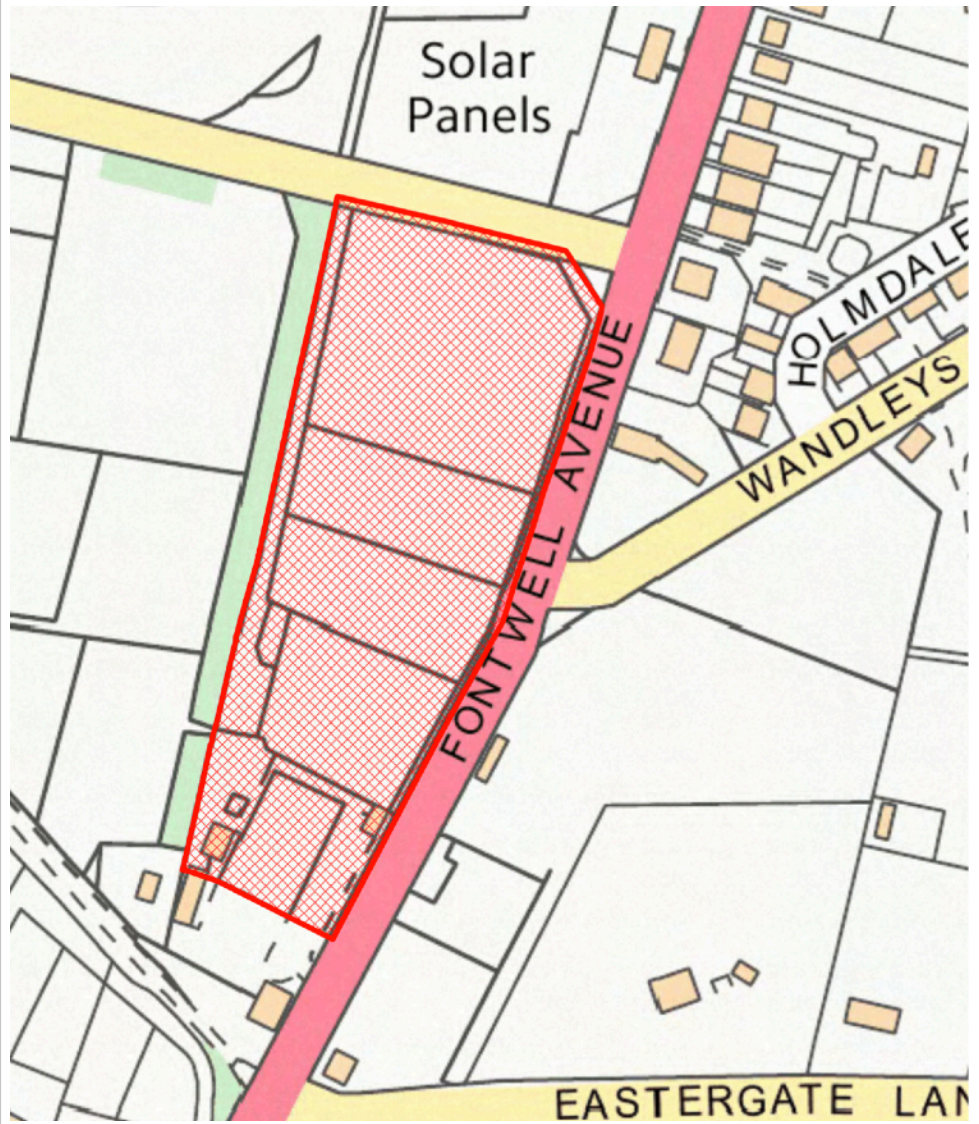 Solar
Panels
HOLMDALE
WANDLEYS
FONTWELL AVENUE
EASTERGATE LAN